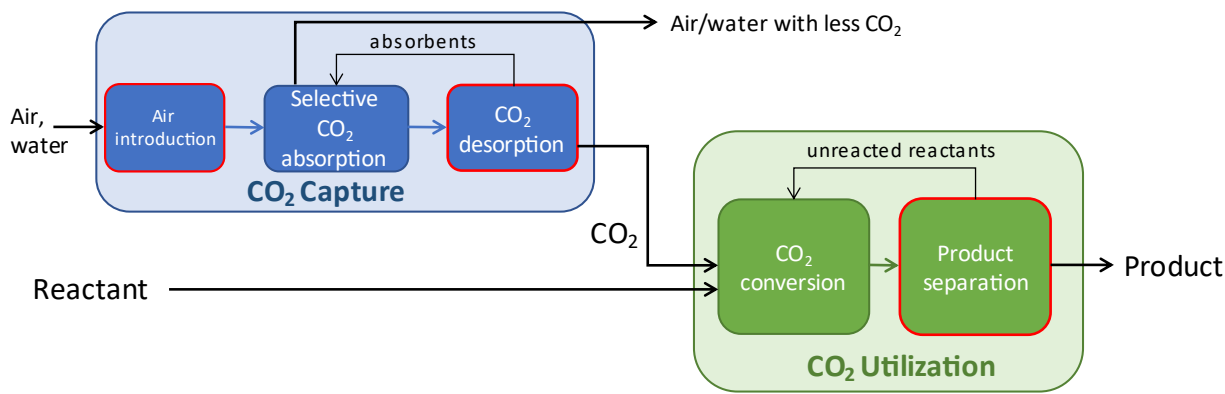 Air/water with less CO₂
absorbents
Air,
water
Air
introduction
Selective
CO₂
absorption
CO₂
desorption
CO₂ Capture
CO₂
Reactant
unreacted reactants
CO₂
conversion
Product
separation
Product
CO₂ Utilization